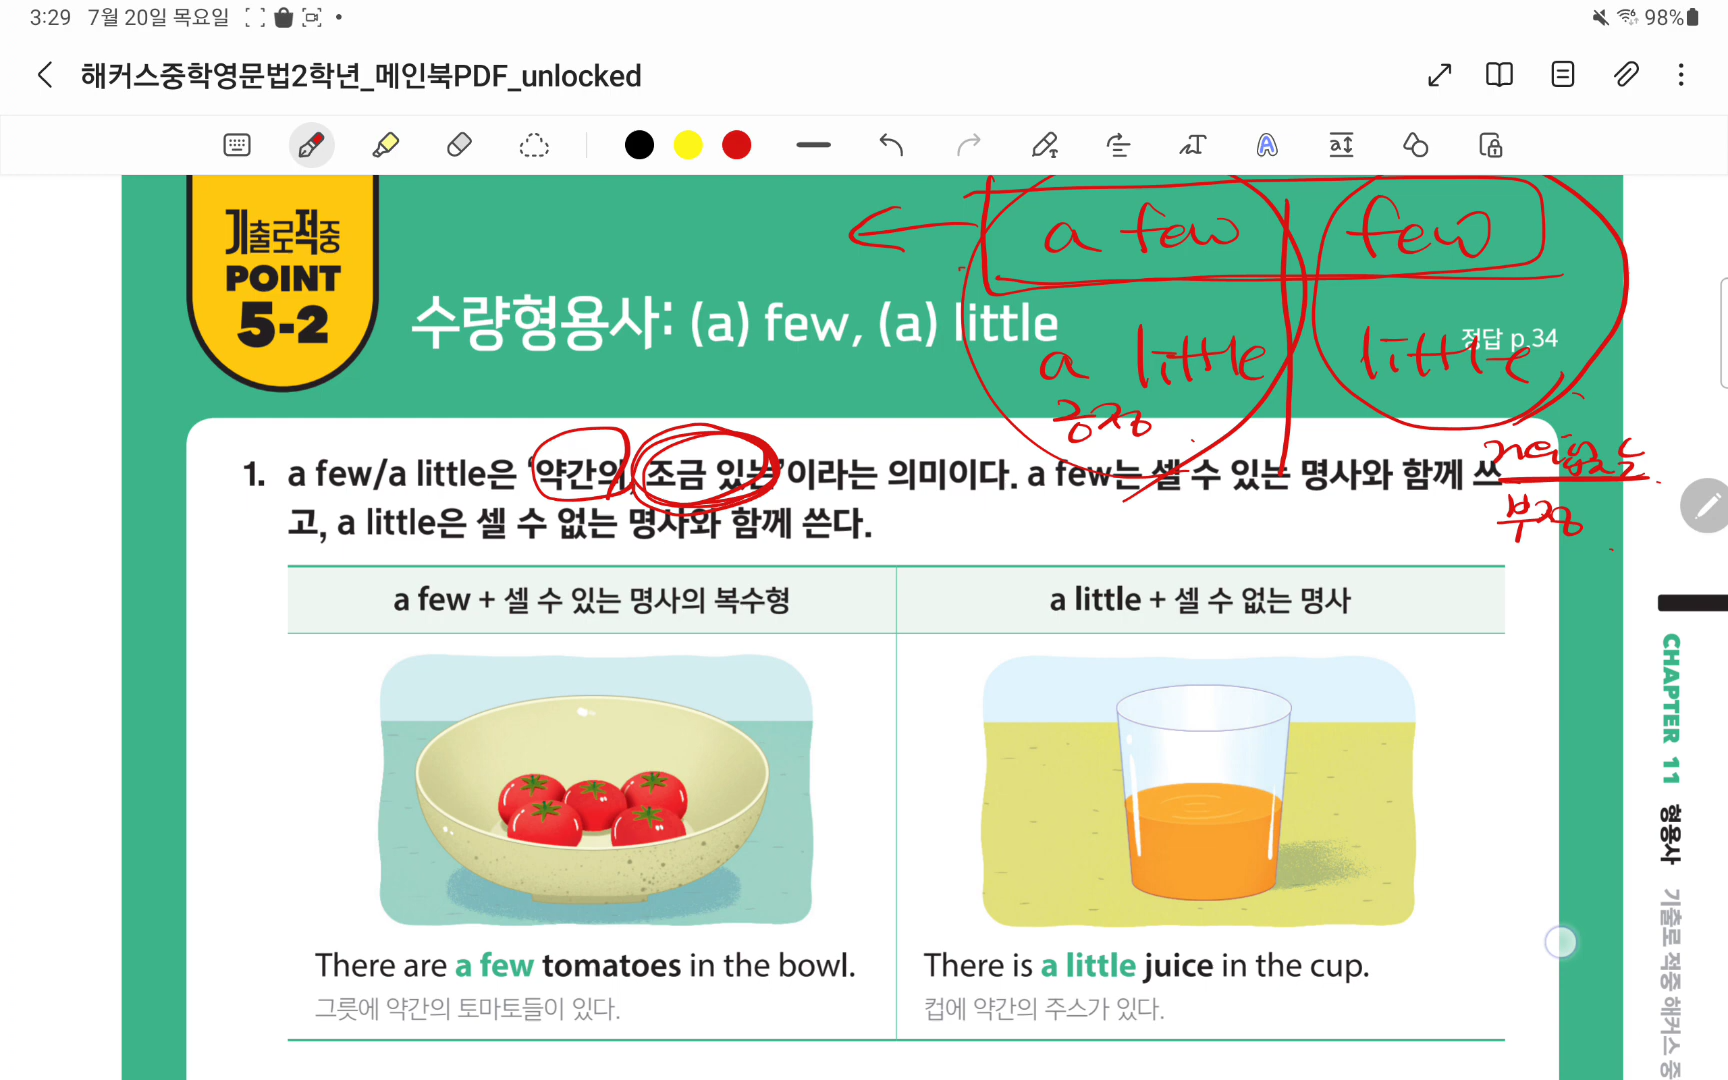 3:29 7월 20일 목요일
98%
해커스중학영문법2학년_메인북PDF_unlocked
기출로적중
POINT
5-2
수량형용사: (a) few, (a) little
정답 p.34
a few
few
a little
little
긍정
부정
1. a few/a little은 ‘약간의, 조금 있는’이라는 의미이다. a few는 셀 수 있는 명사와 함께 쓰
고, a little은 셀 수 없는 명사와 함께 쓴다.
a few + 셀 수 있는 명사의 복수형
a little + 셀 수 없는 명사
There are a few tomatoes in the bowl.
그릇에 약간의 토마토들이 있다.
There is a little juice in the cup.
컵에 약간의 주스가 있다.
CHAPTER 11 형용사 기출로 적중 해커스 중